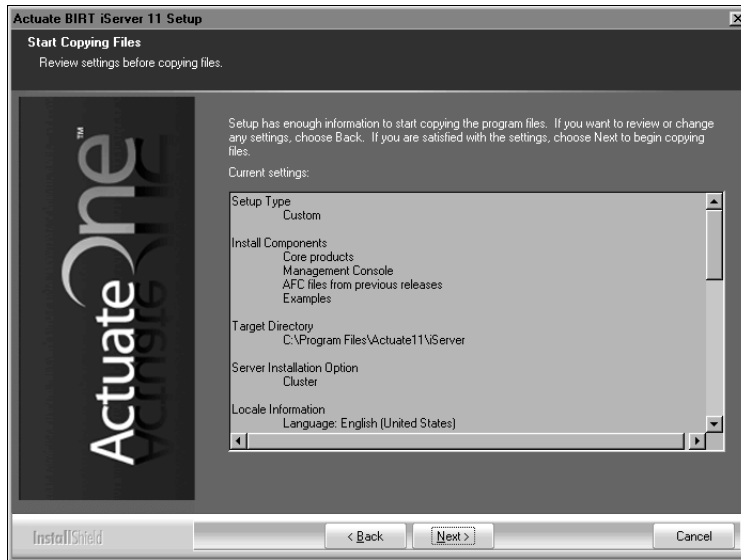 Actuate BIRT iServer 11 Setup
Start Copying Files
Review settings before copying files.
Setup has enough information to start copying the program files. If you want to review or change
any settings, choose Back. If you are satisfied with the settings, choose Next to begin copying
files.
Current settings:
Setup Type
Custom
Install Components
Core products
Management Console
AFC files from previous releases
Examples
Target Directory
C:\Program Files\Actuate11\iServer
Server Installation Option
Cluster
Locale Information
Language: English (United States)
ActuateOne™
InstallShield
< Back
Next >
Cancel